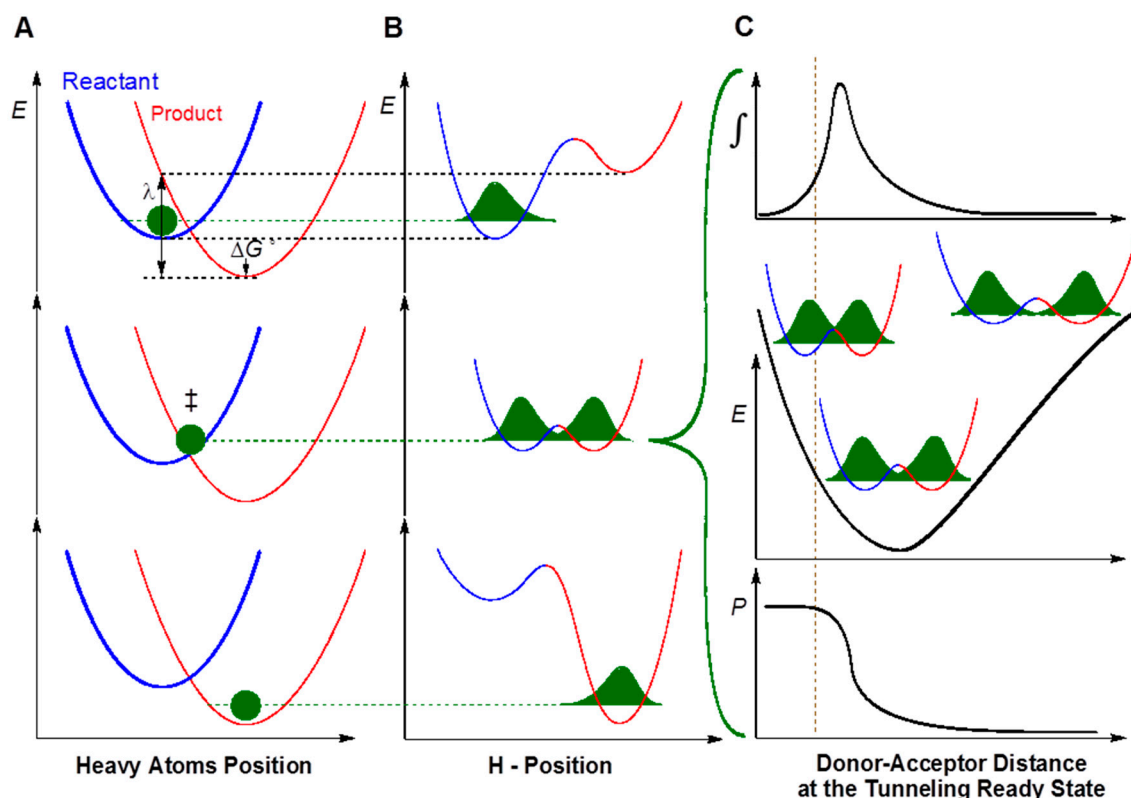 A
B
C
E
Reactant
Product
λ
ΔG°
E
∫
‡
E
P
Heavy Atoms Position
H - Position
Donor-Acceptor Distance
at the Tunneling Ready State